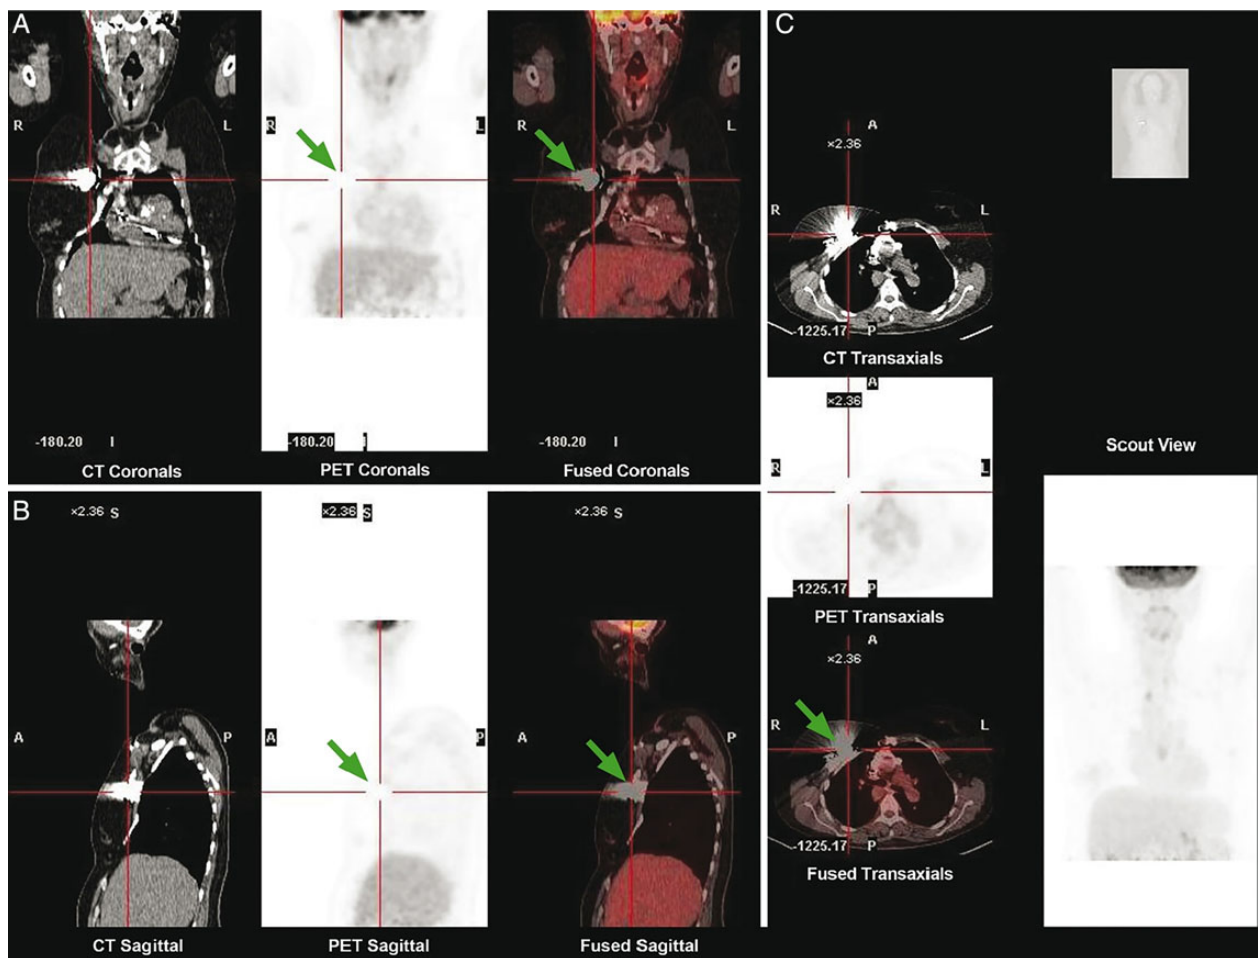 A
R L
R L
R L
-180.20 I
-180.20 I
-180.20 I
CT Coronals PET Coronals Fused Coronals
B
×2.36 S
×2.36 S
×2.36 S
A P
A P
A P
CT Sagittal PET Sagittal Fused Sagittal
C
A
×2.36
R L
-1225.17 P
CT Transaxials
A
×2.36
R L
-1225.17 P
PET Transaxials
A
×2.36
R L
-1225.17 P
Fused Transaxials
Scout View